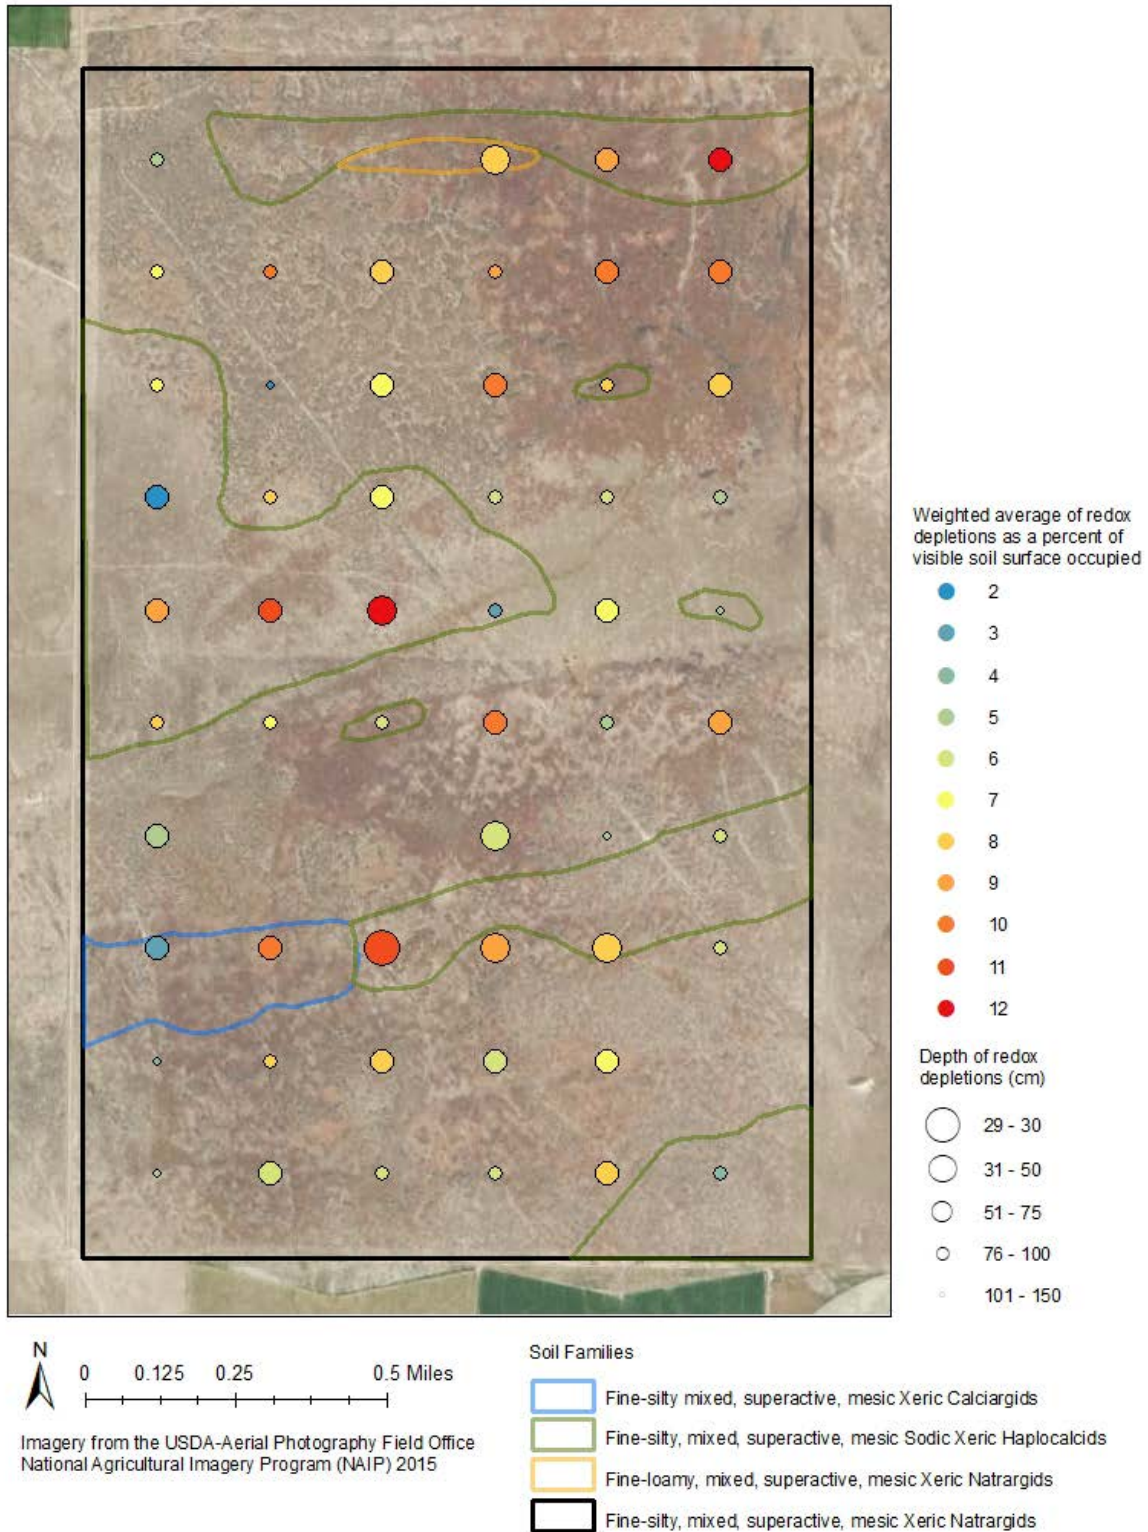 Weighted average of redox
depletions as a percent of
visible soil surface occupied
2
3
4
5
6
7
8
9
10
11
12
Depth of redox
depletions (cm)
29 - 30
31 - 50
51 - 75
76 - 100
101 - 150
N
0 0.125 0.25 0.5 Miles
Imagery from the USDA-Aerial Photography Field Office
National Agricultural Imagery Program (NAIP) 2015
Soil Families
Fine-silty mixed, superactive, mesic Xeric Calciargids
Fine-silty, mixed, superactive, mesic Sodic Xeric Haplocalcids
Fine-loamy, mixed, superactive, mesic Xeric Natrargids
Fine-silty, mixed, superactive, mesic Xeric Natrargids